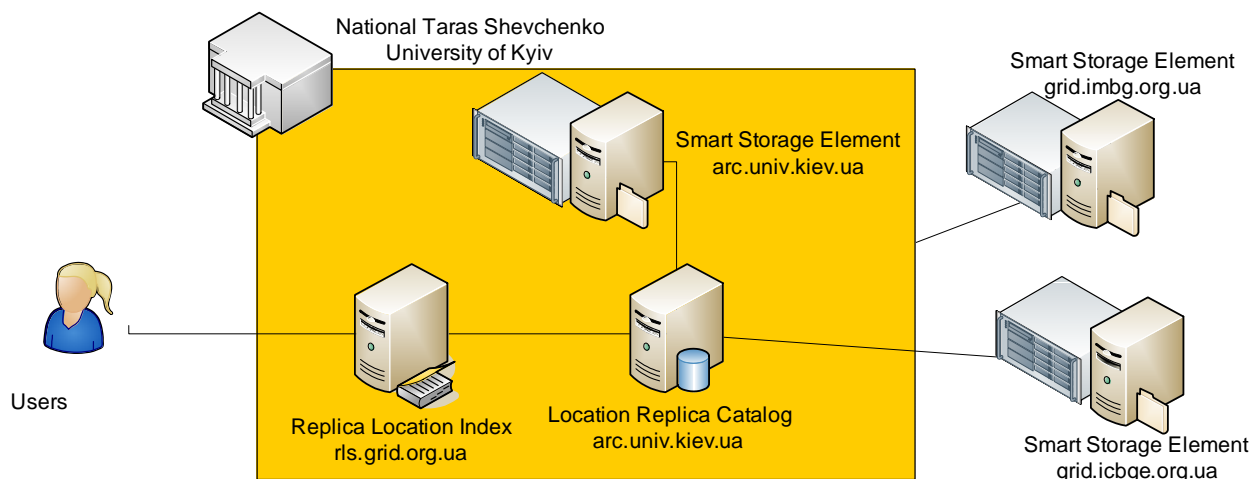 National Taras Shevchenko
University of Kyiv
Smart Storage Element
grid.imbg.org.ua
Smart Storage Element
arc.univ.kiev.ua
Users
Replica Location Index
rls.grid.org.ua
Location Replica Catalog
arc.univ.kiev.ua
Smart Storage Element
grid.icbge.org.ua